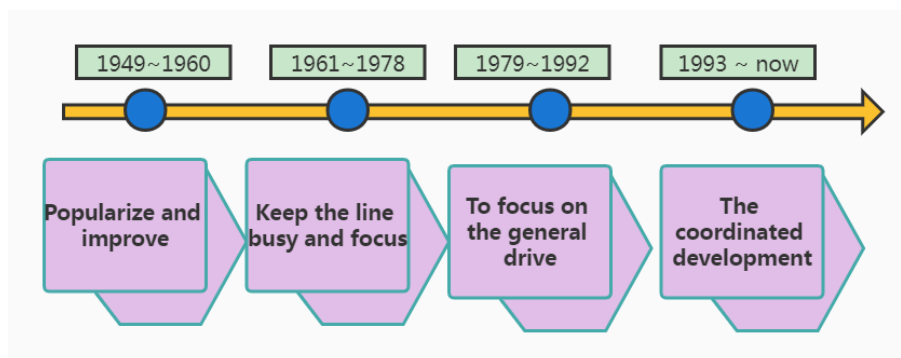 1949~1960
1961~1978
1979~1992
1993 ~ now
Popularize and
improve
Keep the line
busy and focus
To focus on
the general
drive
The
coordinated
development